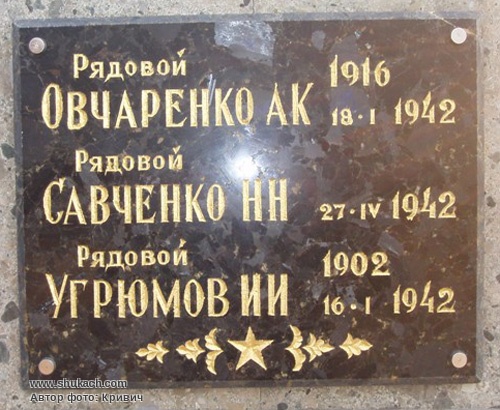 Рядовой 1916
ОВЧАРЕНКО АК 18·I 1942
Рядовой
САВЧЕНКО НН 27·IV 1942
Рядовой 1902
УГРЮМОВ ИИ 16·I 1942
www.shukach.com
Автор фото: Кривич